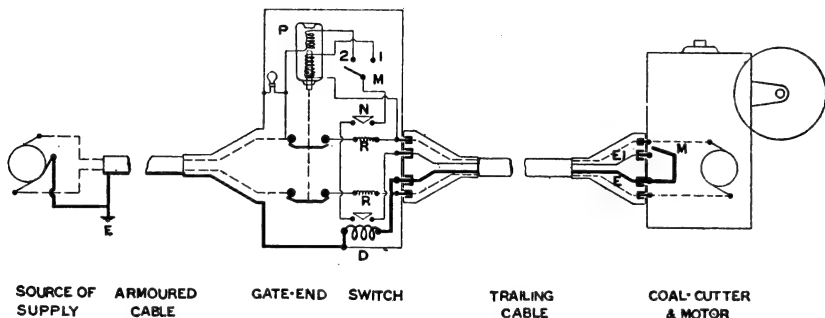 P
2 1
M
N
R
E1 M
E
R
E
D
SOURCE OF SUPPLY
ARMOURED CABLE
GATE-END SWITCH
TRAILING CABLE
COAL-CUTTER & MOTOR